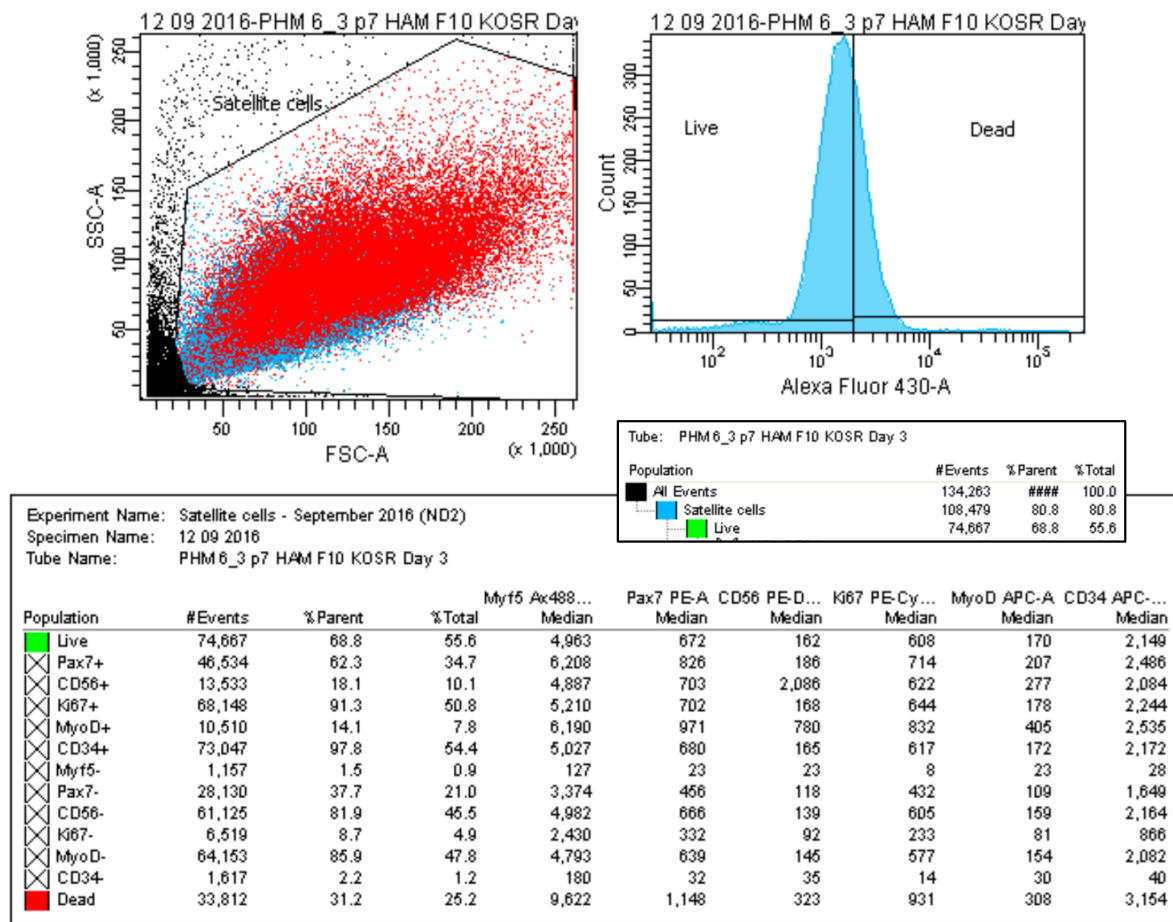 12 09 2016-PHM 6_3 p7 HAM F10 KOSR Day
(x 1,000)
250
200
150
100
50
SSC-A
Satellite cells
50 100 150 200 250
FSC-A
(x 1,000)
12 09 2016-PHM 6_3 p7 HAM F10 KOSR Day
Count
300
250
200
150
100
50
0
Live
Dead
10^2 10^3 10^4 10^5
Alexa Fluor 430-A
Tube: PHM 6_3 p7 HAM F10 KOSR Day 3
Population #Events %Parent %Total
All Events 134,263 #### 100.0
Satellite cells 108,479 80.8 80.8
Live 74,667 68.8 55.6
Experiment Name: Satellite cells - September 2016 (ND2)
Specimen Name: 12 09 2016
Tube Name: PHM 6_3 p7 HAM F10 KOSR Day 3
Myf5 Ax488... Pax7 PE-A CD56 PE-D... Ki67 PE-Cy... MyoD APC-A CD34 APC-...
Population #Events %Parent %Total Median Median Median Median Median Median
Live 74,667 68.8 55.6 4,963 672 162 608 170 2,149
Pax7+ 46,534 62.3 34.7 6,208 826 186 714 207 2,486
CD56+ 13,533 18.1 10.1 4,887 703 2,086 622 277 2,084
Ki67+ 68,148 91.3 50.8 5,210 702 168 644 178 2,244
MyoD+ 10,510 14.1 7.8 6,190 971 780 832 405 2,535
CD34+ 73,047 97.8 54.4 5,027 680 165 617 172 2,172
Myf5- 1,157 1.5 0.9 127 23 23 8 23 28
Pax7- 28,130 37.7 21.0 3,374 456 118 432 109 1,649
CD56- 61,125 81.9 45.5 4,982 666 139 605 159 2,164
Ki67- 6,519 8.7 4.9 2,430 332 92 233 81 866
MyoD- 64,153 85.9 47.8 4,793 639 145 577 154 2,082
CD34- 1,617 2.2 1.2 180 32 35 14 30 40
Dead 33,812 31.2 25.2 9,622 1,148 323 931 308 3,154